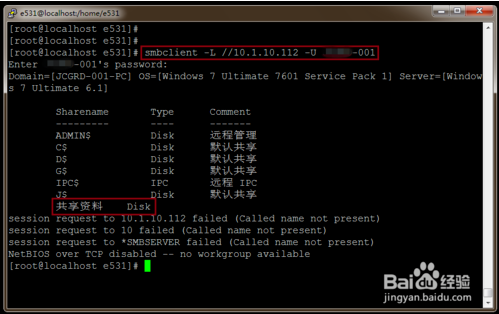 e531@localhost:/home/e531
[root@localhost e531]#
[root@localhost e531]#
[root@localhost e531]# smbclient -L //10.1.10.112 -U -001
Enter -001's password:
Domain=[JCGRD-001-PC] OS=[Windows 7 Ultimate 7601 Service Pack 1] Server=[Window
s 7 Ultimate 6.1]
Sharename Type Comment
--------- ---- -------
ADMIN$ Disk 远程管理
C$ Disk 默认共享
D$ Disk 默认共享
G$ Disk 默认共享
IPC$ IPC 远程 IPC
J$ Disk 默认共享
共享资料 Disk
session request to 10.1.10.112 failed (Called name not present)
session request to 10 failed (Called name not present)
session request to *SMBSERVER failed (Called name not present)
NetBIOS over TCP disabled -- no workgroup available
[root@localhost e531]#
Baidu经验
jingyan.baidu.com